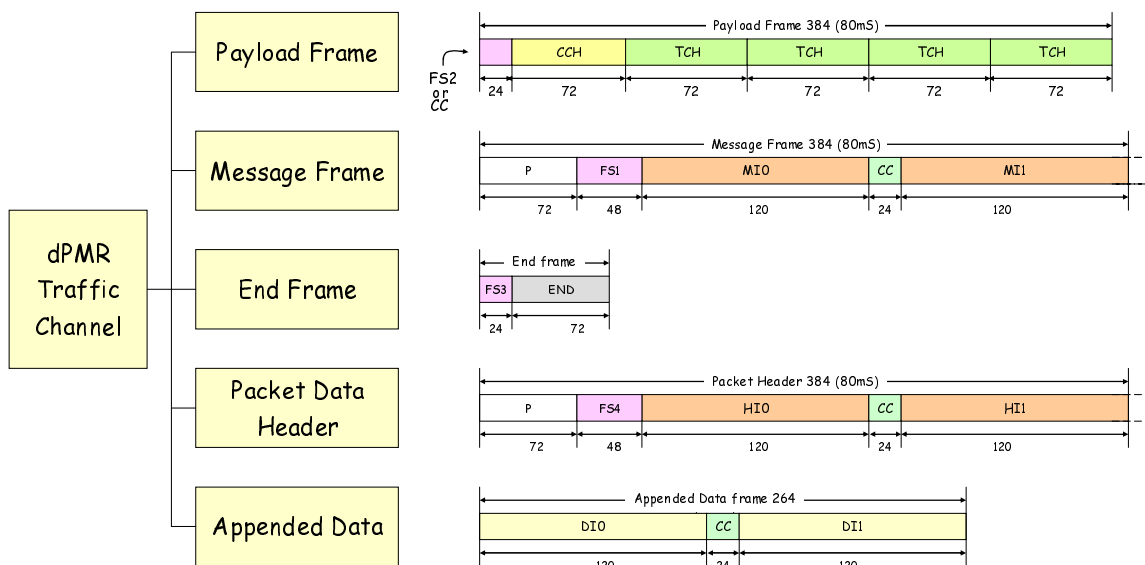 dPMR
Traffic
Channel
Payload Frame
Payload Frame 384 (80mS)
FS2
or
CC
CCH TCH TCH TCH TCH
24 72 72 72 72 72
Message Frame
Message Frame 384 (80mS)
P FS1 MI0 CC MI1
72 48 120 24 120
End Frame
End frame
FS3 END
24 72
Packet Data
Header
Packet Header 384 (80mS)
P FS4 HI0 CC HI1
72 48 120 24 120
Appended Data
Appended Data frame 264
DI0 CC DI1
120 24 120